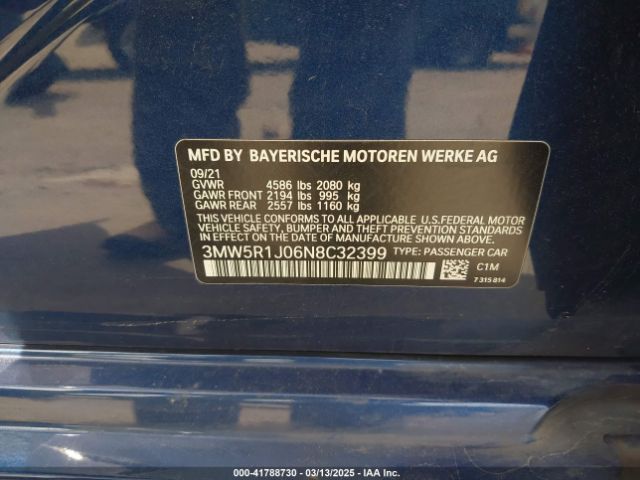 MFD BY BAYERISCHE MOTOREN WERKE AG
09/21
GVWR 4586 lbs 2080 kg
GAWR FRONT 2194 lbs 995 kg
GAWR REAR 2557 lbs 1160 kg
THIS VEHICLE CONFORMS TO ALL APPLICABLE U.S.FEDERAL MOTOR
VEHICLE SAFETY, BUMPER AND THEFT PREVENTION STANDARDS
IN EFFECT ON THE DATE OF MANUFACTURE SHOWN ABOVE.
3MW5R1J06N8C32399 TYPE: PASSENGER CAR
C1M
7 315 814
000-41788730 - 03/13/2025 - IAA Inc.